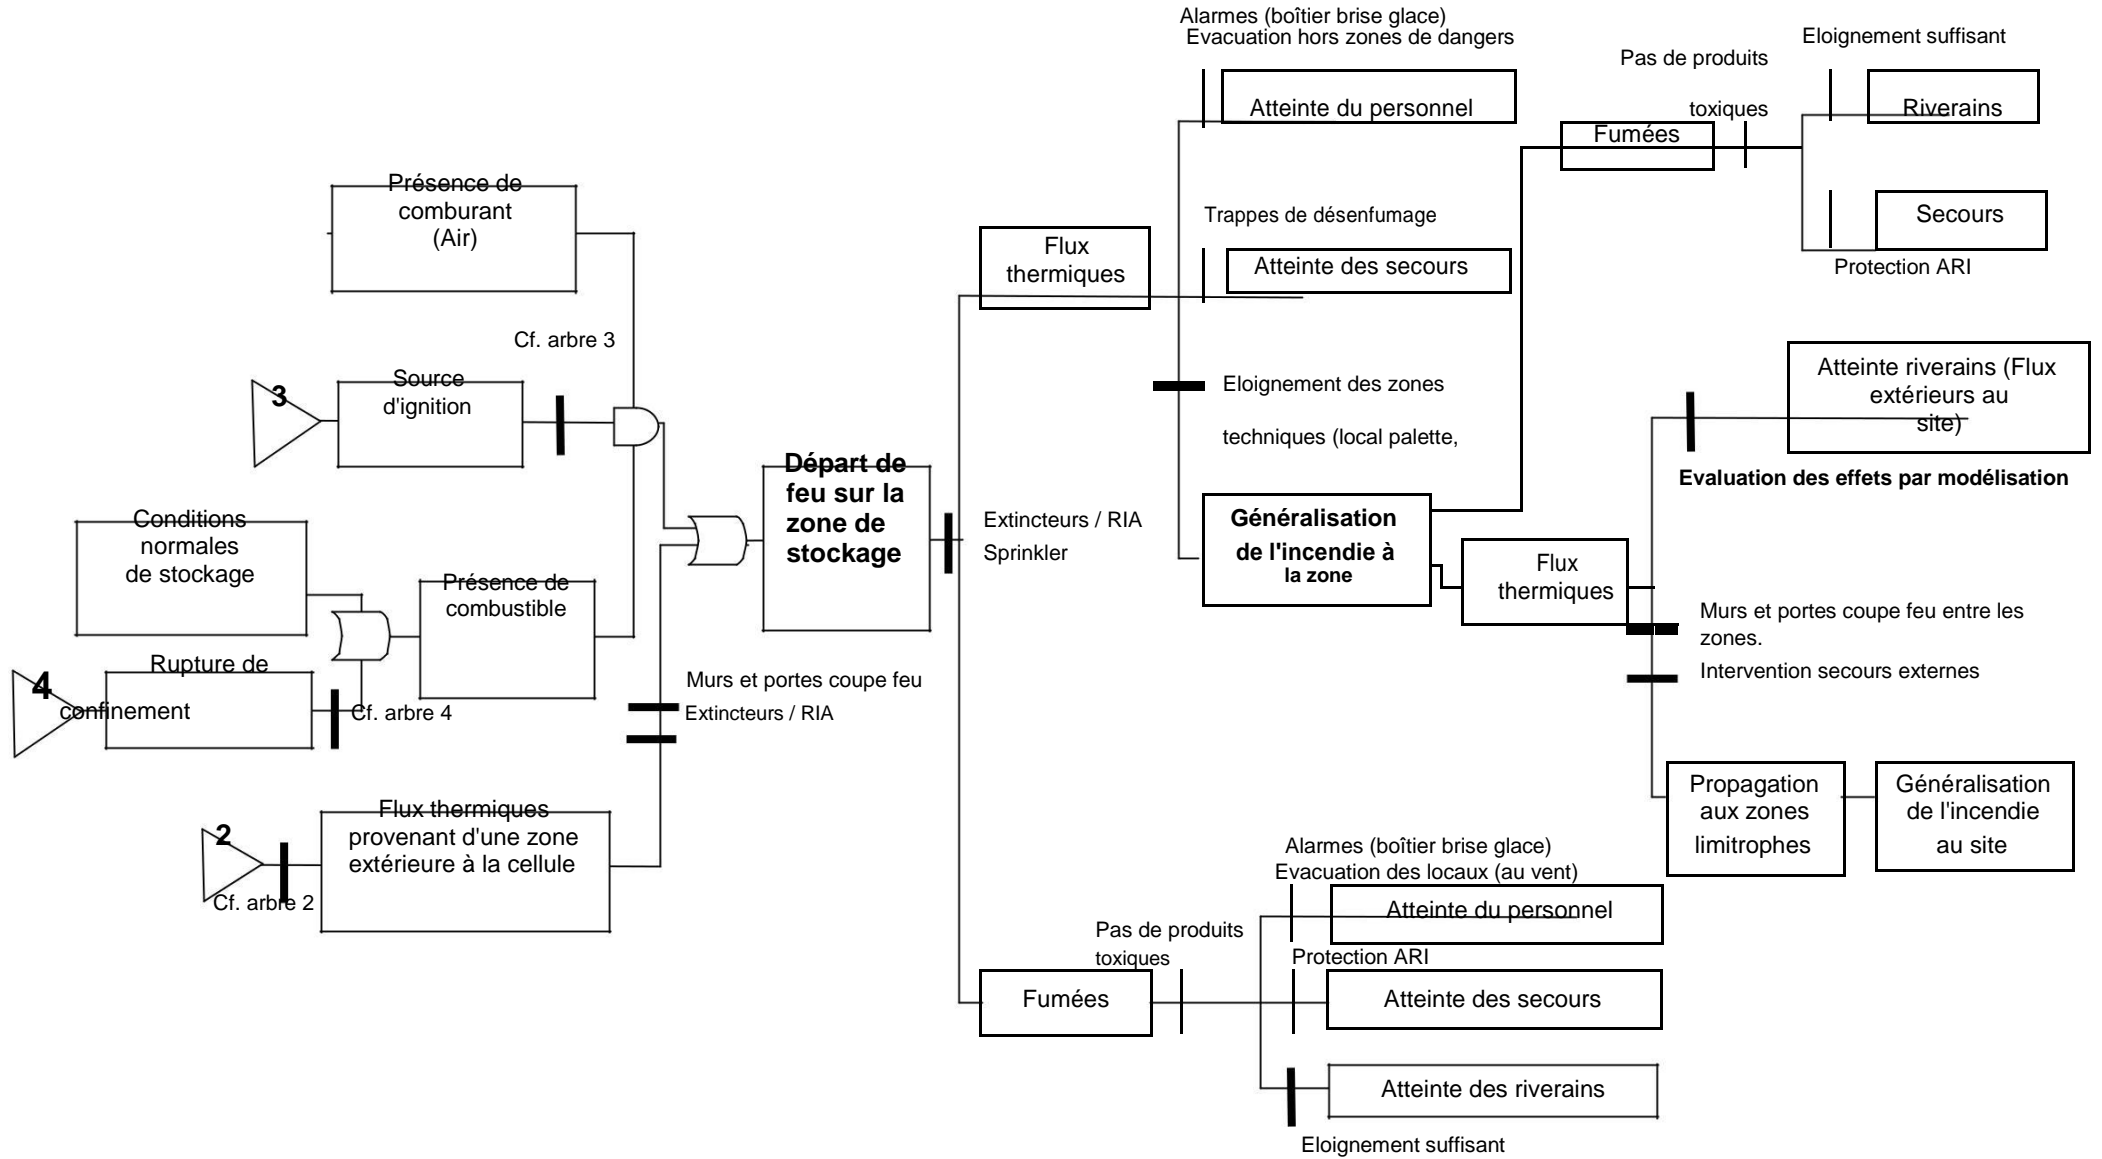 Alarmes (boîtier brise glace)
Evacuation hors zones de dangers
Atteinte du personnel
Pas de produits
toxiques
Eloignement suffisant
Riverains
Fumées
Secours
Protection ARI
Présence de
comburant
(Air)
Trappes de désenfumage
Flux
thermiques
Atteinte des secours
Cf. arbre 3
3
Source
d'ignition
Eloignement des zones
techniques (local palette,
Atteinte riverains (Flux
extérieurs au
site)
Evaluation des effets par modélisation
Départ de
feu sur la
zone de
stockage
Extincteurs / RIA
Sprinkler
Généralisation
de l'incendie à
la zone
Flux
thermiques
Conditions
normales
de stockage
Présence de
combustible
Murs et portes coupe feu entre les
zones.
Intervention secours externes
4
Rupture de
confinement
Cf. arbre 4
Murs et portes coupe feu
Extincteurs / RIA
Propagation
aux zones
limitrophes
Généralisation
de l'incendie
au site
2
Cf. arbre 2
Flux thermiques
provenant d'une zone
extérieure à la cellule
Alarmes (boîtier brise glace)
Evacuation des locaux (au vent)
Atteinte du personnel
Pas de produits
toxiques
Protection ARI
Fumées
Atteinte des secours
Atteinte des riverains
Eloignement suffisant